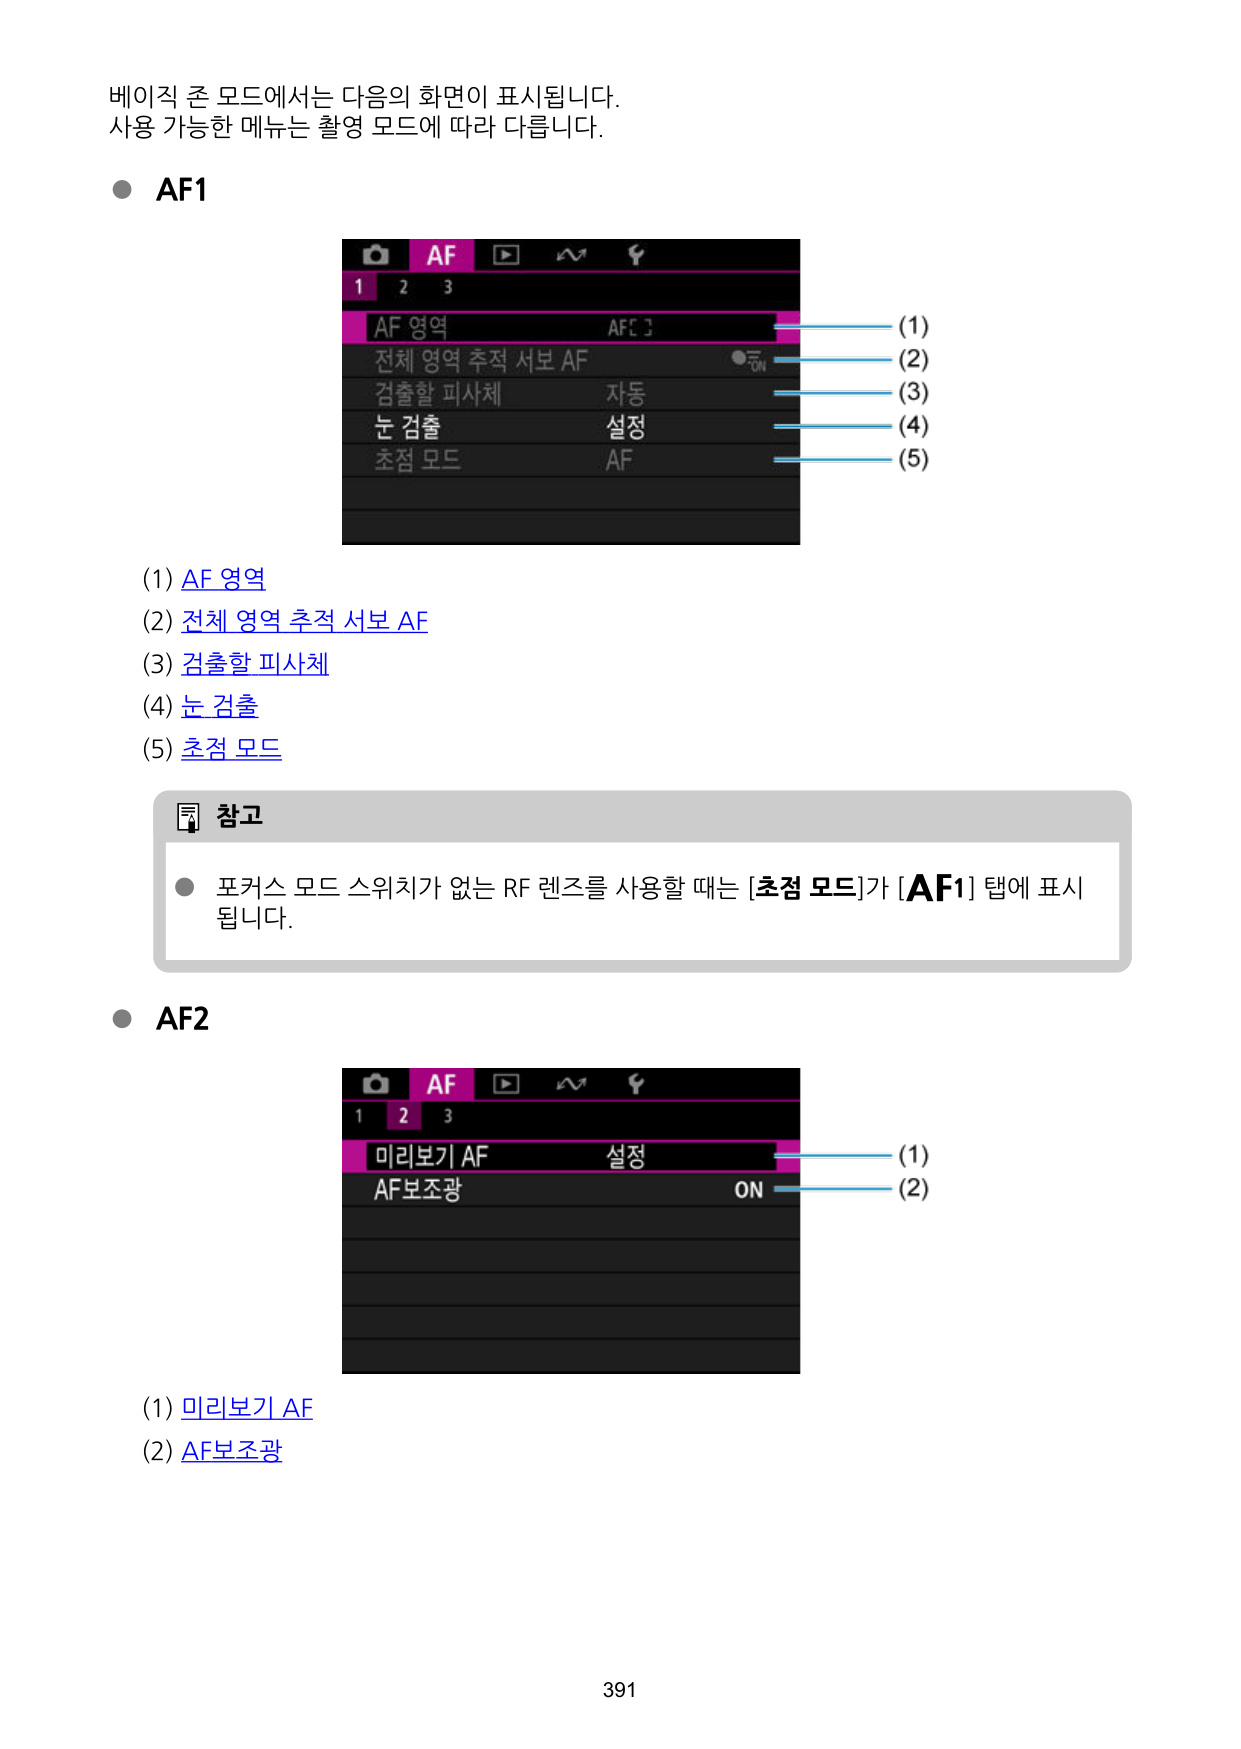 베이직 존 모드에서는 다음의 화면이 표시됩니다.
사용 가능한 메뉴는 촬영 모드에 따라 다릅니다.
AF1
AF
1 2 3
AF 영역 AF (1)
전체 영역 추적 서보 AF ON (2)
검출할 피사체 자동 (3)
눈 검출 설정 (4)
초점 모드 AF (5)
(1) AF 영역
(2) 전체 영역 추적 서보 AF
(3) 검출할 피사체
(4) 눈 검출
(5) 초점 모드
참고
포커스 모드 스위치가 없는 RF 렌즈를 사용할 때는 [초점 모드]가 [AF1] 탭에 표시
됩니다.
AF2
AF
1 2 3
미리보기 AF 설정 (1)
AF보조광 ON (2)
(1) 미리보기 AF
(2) AF보조광
391